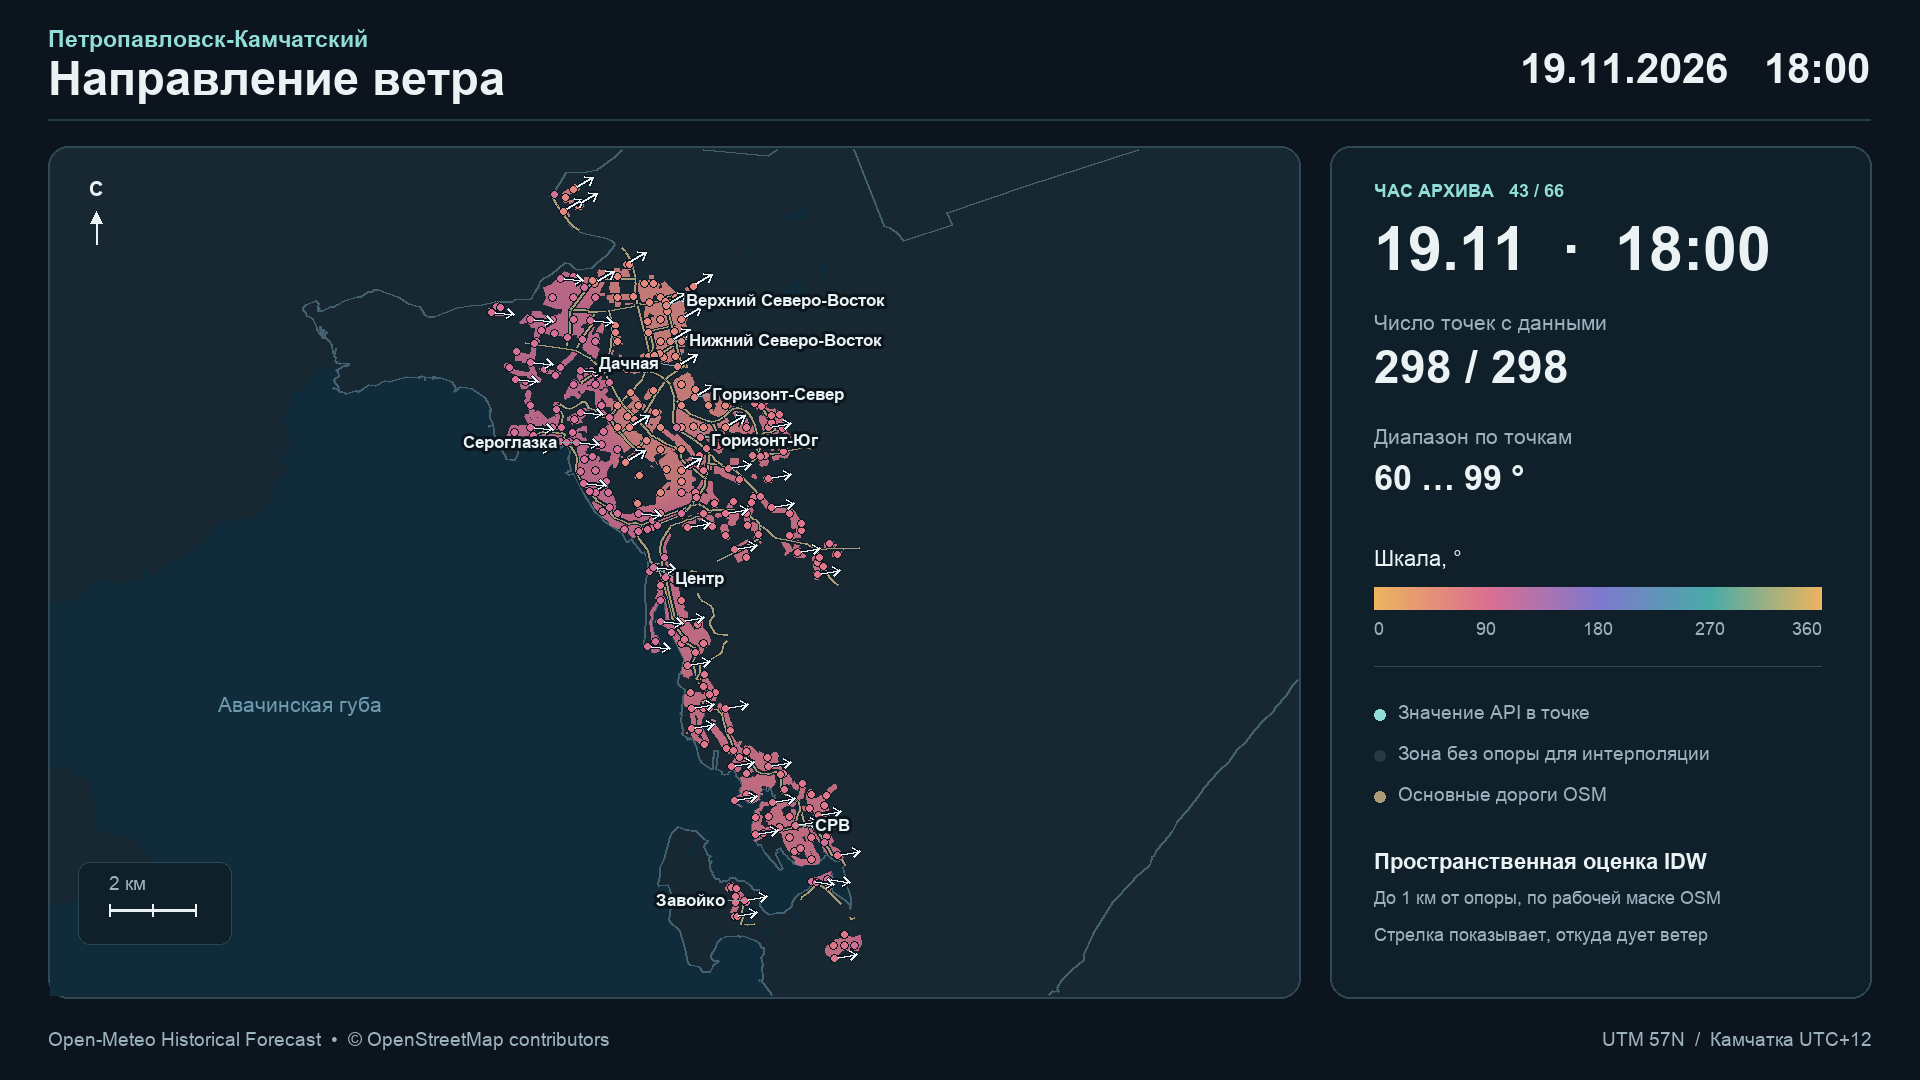 Петропавловск-Камчатский
Направление ветра
19.11.2026 18:00
С
Верхний Северо-Восток
Нижний Северо-Восток
Дачная
Горизонт-Север
Горизонт-Юг
Сероглазка
Центр
Авачинская губа
СРВ
Завойко
2 км
ЧАС АРХИВА 43 / 66
19.11 · 18:00
Число точек с данными
298 / 298
Диапазон по точкам
60 … 99 °
Шкала, °
0 90 180 270 360
Значение API в точке
Зона без опоры для интерполяции
Основные дороги OSM
Пространственная оценка IDW
До 1 км от опоры, по рабочей маске OSM
Стрелка показывает, откуда дует ветер
Open-Meteo Historical Forecast • © OpenStreetMap contributors
UTM 57N / Камчатка UTC+12